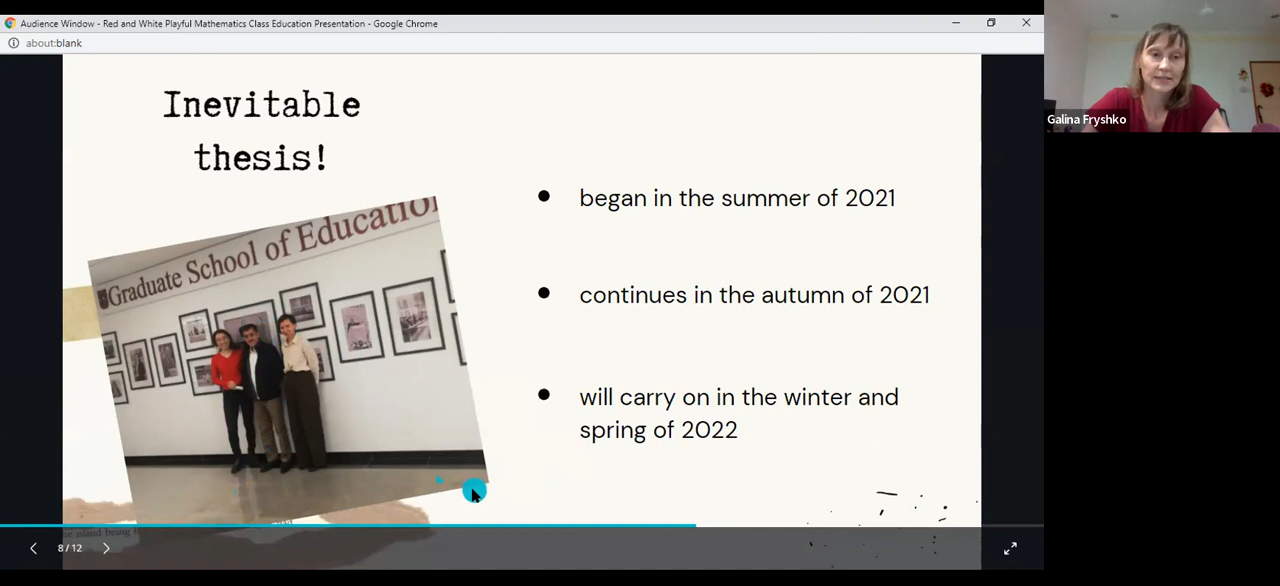 Audience Window - Red and White Playful Mathematics Class Education Presentation - Google Chrome
about:blank
Inevitable
thesis!
Graduate School of Education
began in the summer of 2021
continues in the autumn of 2021
will carry on in the winter and
spring of 2022
8/12
Galina Fryshko